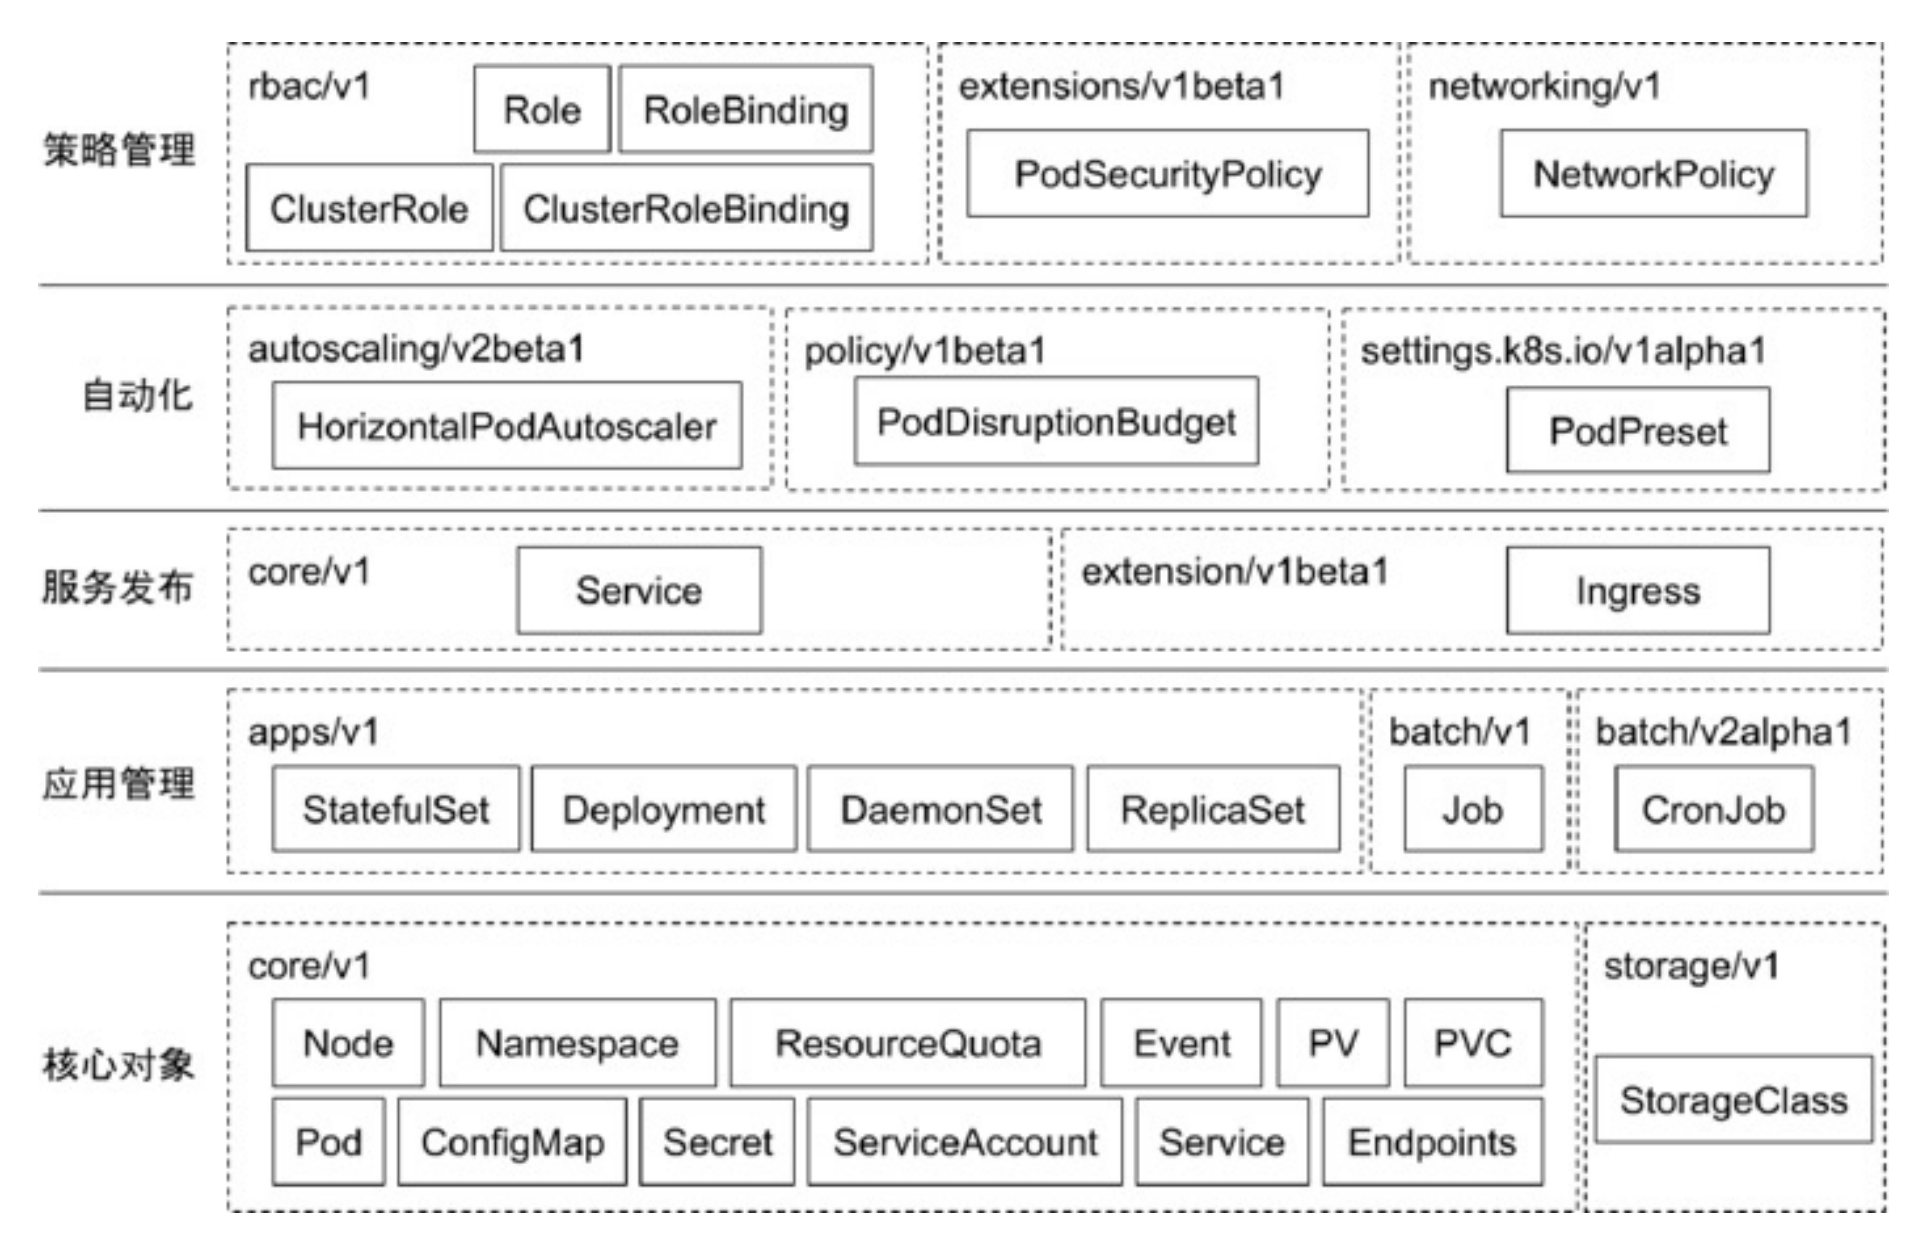 策略管理
rbac/v1
Role
RoleBinding
ClusterRole
ClusterRoleBinding
extensions/v1beta1
PodSecurityPolicy
networking/v1
NetworkPolicy
自动化
autoscaling/v2beta1
HorizontalPodAutoscaler
policy/v1beta1
PodDisruptionBudget
settings.k8s.io/v1alpha1
PodPreset
服务发布
core/v1
Service
extension/v1beta1
Ingress
应用管理
apps/v1
StatefulSet
Deployment
DaemonSet
ReplicaSet
batch/v1
Job
batch/v2alpha1
CronJob
核心对象
core/v1
Node
Namespace
ResourceQuota
Event
PV
PVC
Pod
ConfigMap
Secret
ServiceAccount
Service
Endpoints
storage/v1
StorageClass